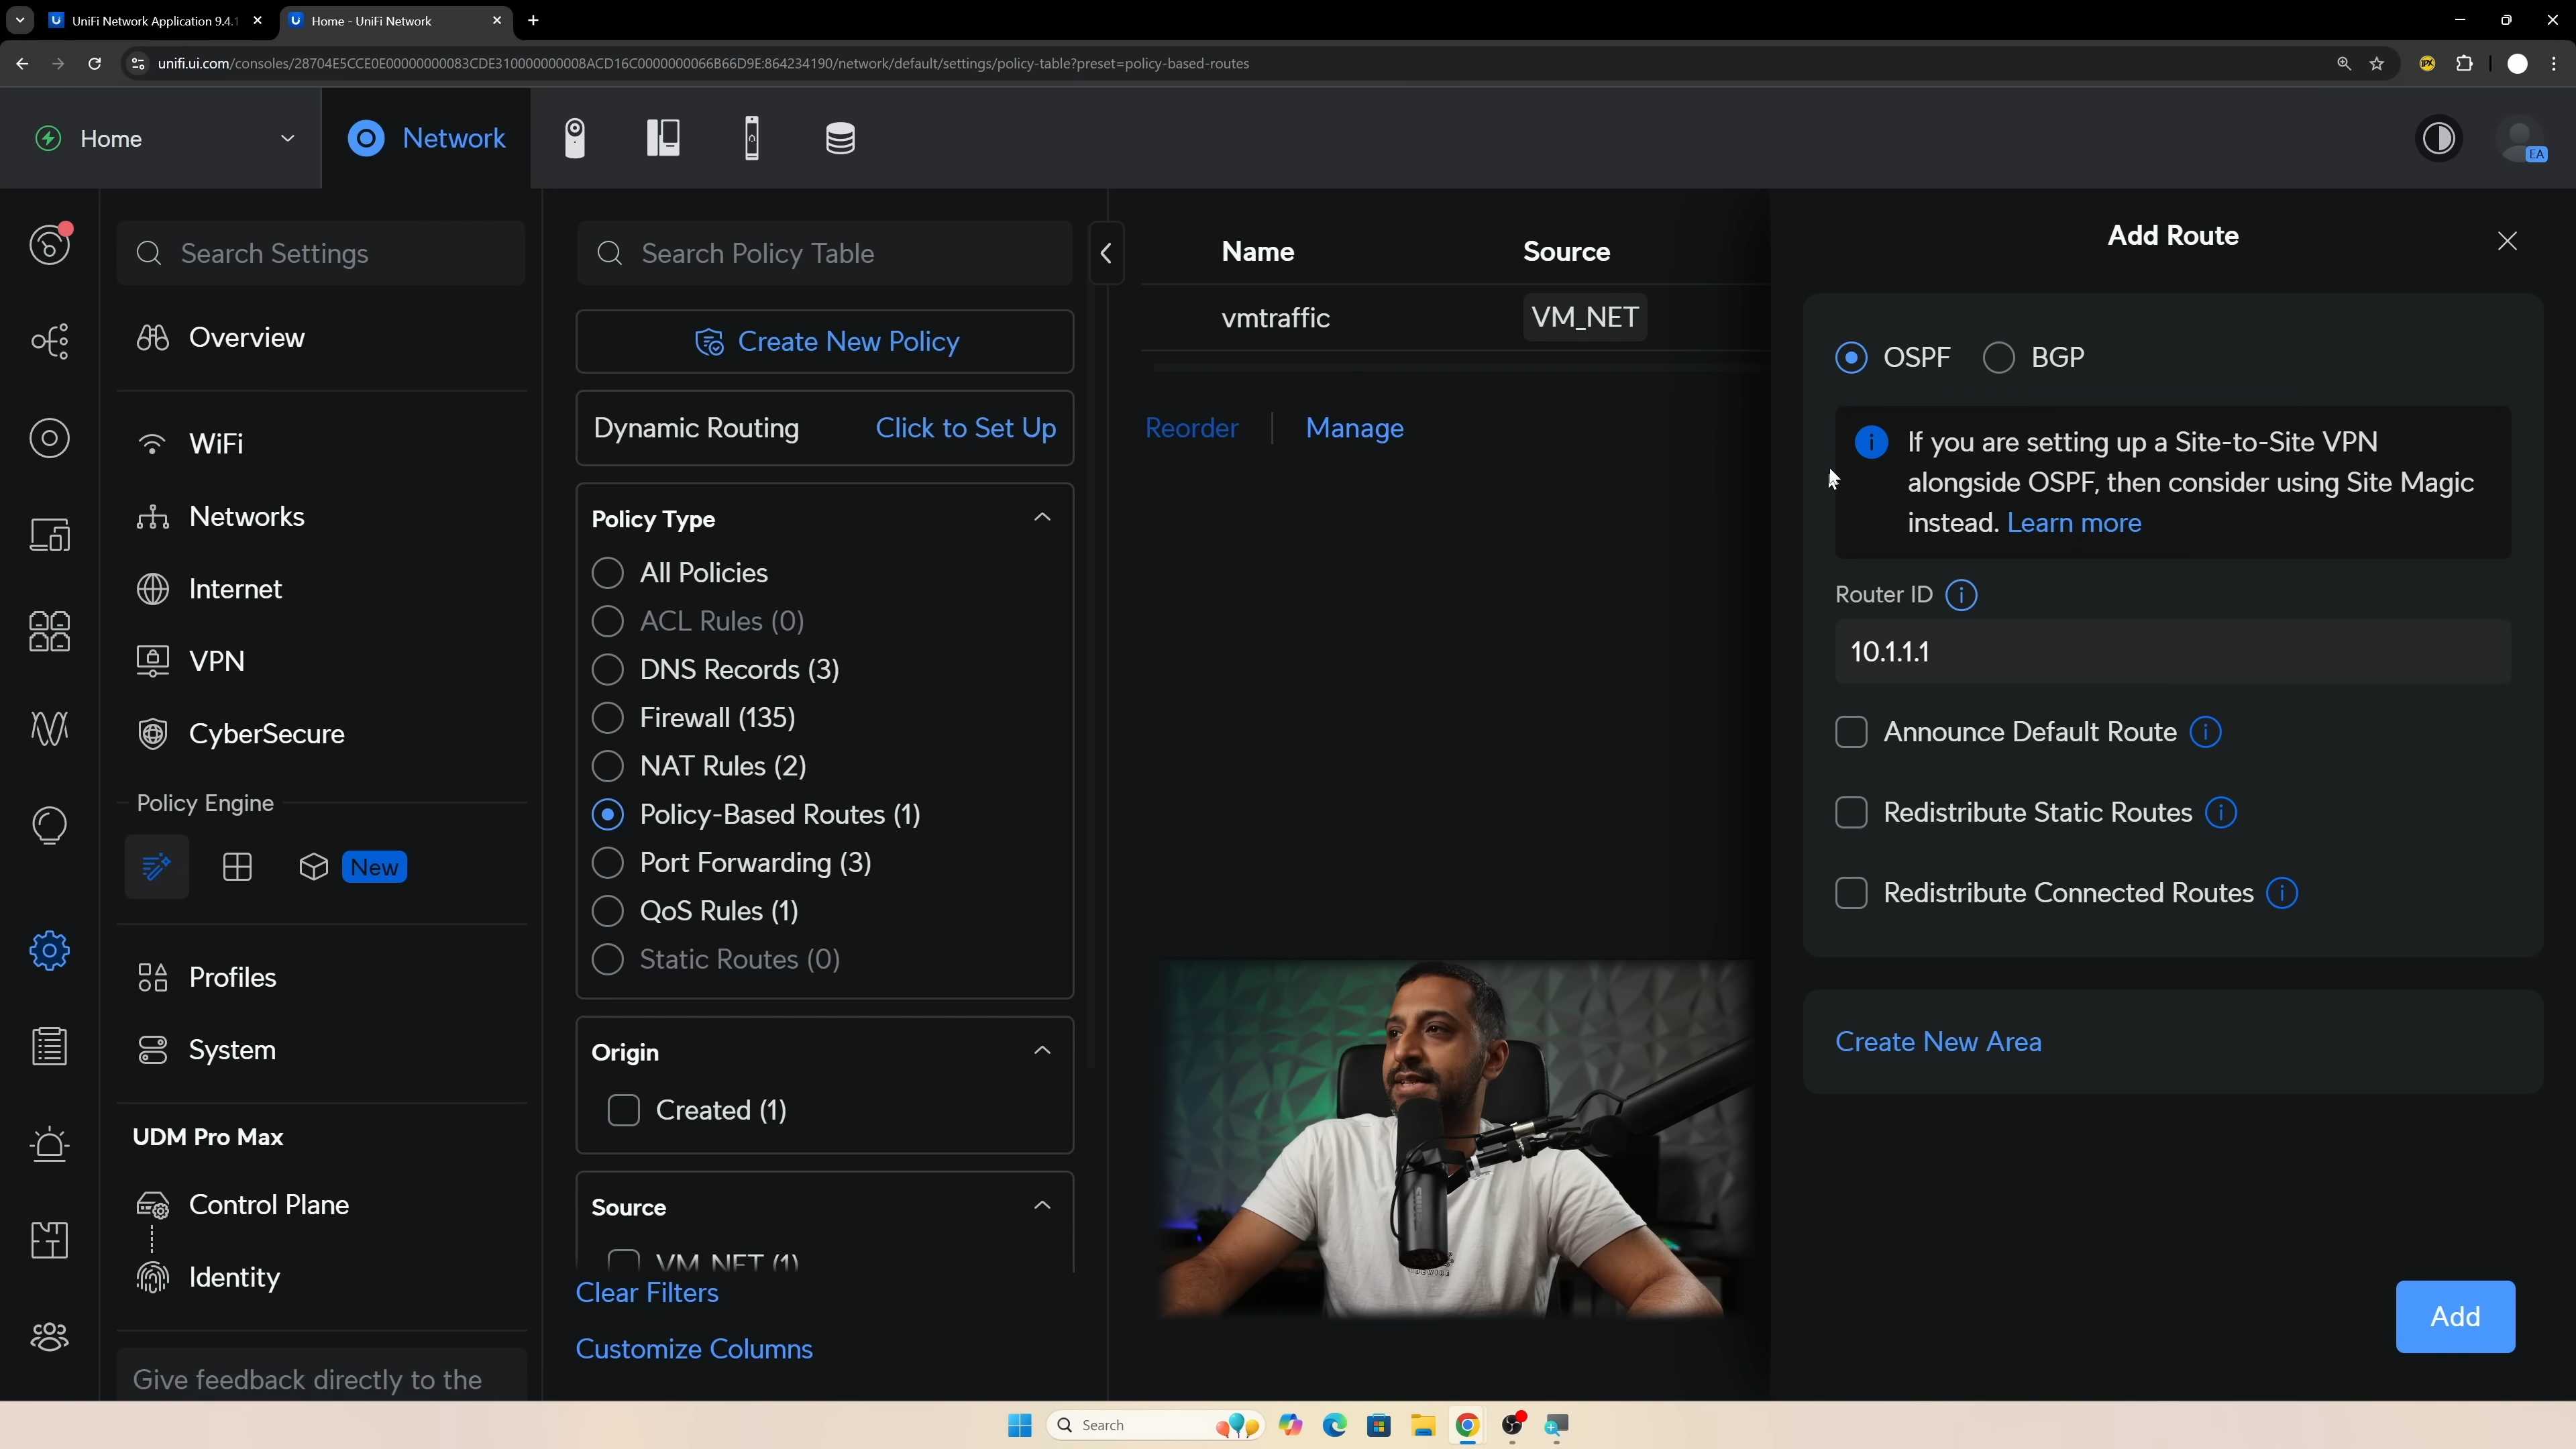 UniFi Network Application 9.4.1
Home - UniFi Network
unifi.ui.com/consoles/28704E5CCE0E00000000083CDE310000000008ACD16C0000000066B66D9E:864234190/network/default/settings/policy-table?preset=policy-based-routes
Home
Network
EA
Search Settings
Overview
WiFi
Networks
Internet
VPN
CyberSecure
Policy Engine
New
Profiles
System
UDM Pro Max
Control Plane
Identity
Give feedback directly to the
Search Policy Table
Create New Policy
Dynamic Routing Click to Set Up
Policy Type
All Policies
ACL Rules (0)
DNS Records (3)
Firewall (135)
NAT Rules (2)
Policy-Based Routes (1)
Port Forwarding (3)
QoS Rules (1)
Static Routes (0)
Origin
Created (1)
Source
VM_NET (1)
Clear Filters
Customize Columns
Name Source
vmtraffic VM_NET
Reorder Manage
Add Route
OSPF BGP
If you are setting up a Site-to-Site VPN
alongside OSPF, then consider using Site Magic
instead. Learn more
Router ID
10.1.1.1
Announce Default Route
Redistribute Static Routes
Redistribute Connected Routes
Create New Area
Add
Search